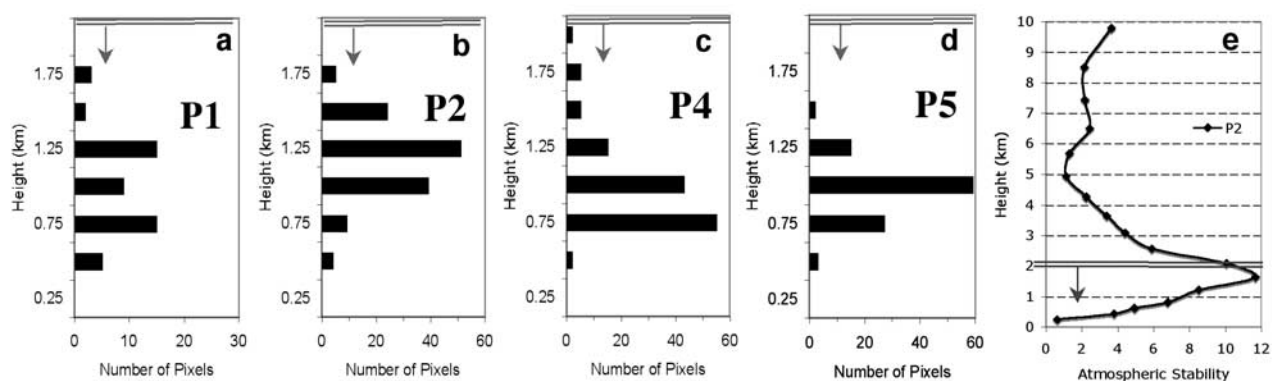 a
P1
Height (km)
1.75
1.25
0.75
0.25
0 10 20 30
Number of Pixels
b
P2
Height (km)
1.75
1.25
0.75
0.25
0 20 40 60
Number of Pixels
c
P4
Height (km)
1.75
1.25
0.75
0.25
0 20 40 60
Number of Pixels
d
P5
Height (km)
1.75
1.25
0.75
0.25
0 20 40 60
Number of Pixels
e
P2
Height (km)
10
9
8
7
6
5
4
3
2
1
0
0 2 4 6 8 10 12
Atmospheric Stability